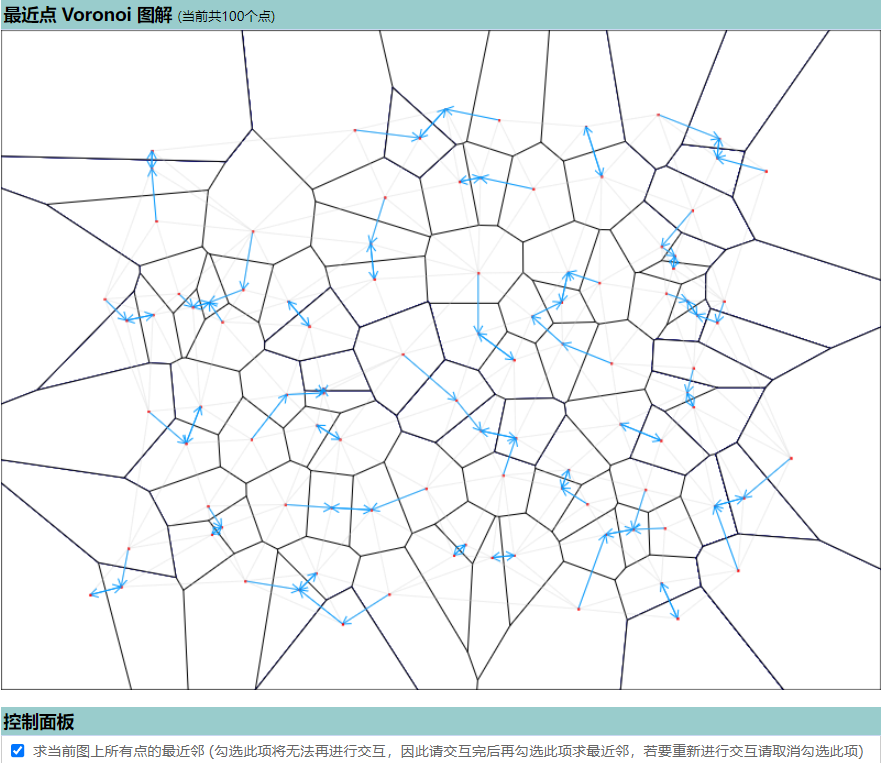 最近点 Voronoi 图解 (当前共100个点)
控制面板
求当前图上所有点的最近邻 (勾选此项将无法再进行交互，因此请交互完后再勾选此项求最近邻，若要重新进行交互请取消勾选此项)